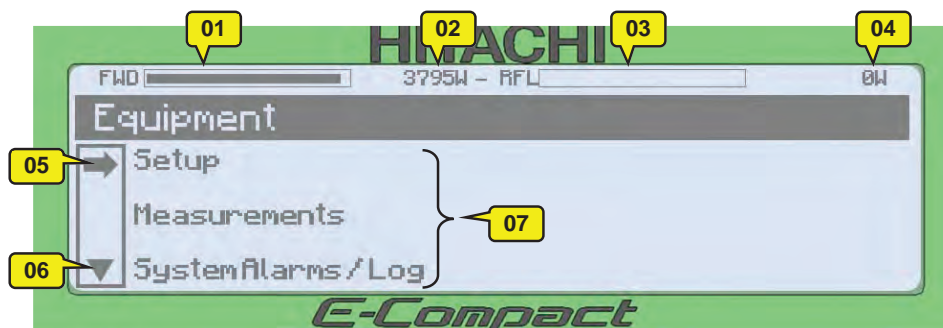 01 02 03 04
HITACHI
FWD 3795W - RFL 0W
Equipment
05 Setup
Measurements
07
06 SystemAlarms/Log
E-Compact